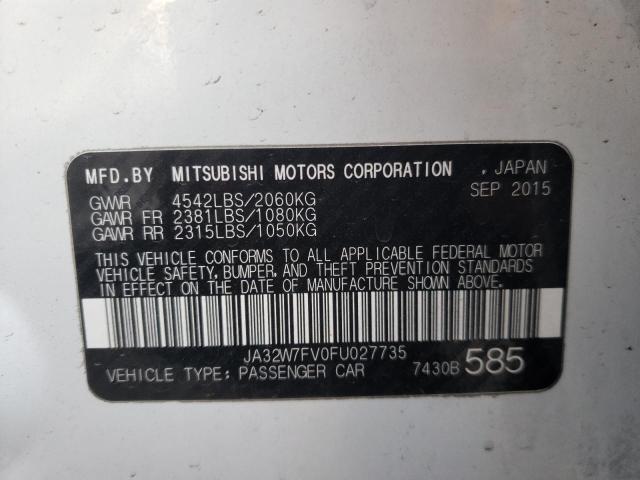 MFD.BY MITSUBISHI MOTORS CORPORATION , JAPAN
SEP 2015
GVWR 4542LBS/2060KG
GAWR FR 2381LBS/1080KG
GAWR RR 2315LBS/1050KG
THIS VEHICLE CONFORMS TO ALL APPLICABLE FEDERAL MOTOR
VEHICLE SAFETY, BUMPER, AND THEFT PREVENTION STANDARDS
IN EFFECT ON THE DATE OF MANUFACTURE SHOWN ABOVE.
JA32W7FV0FU027735
VEHICLE TYPE: PASSENGER CAR 7430B 585